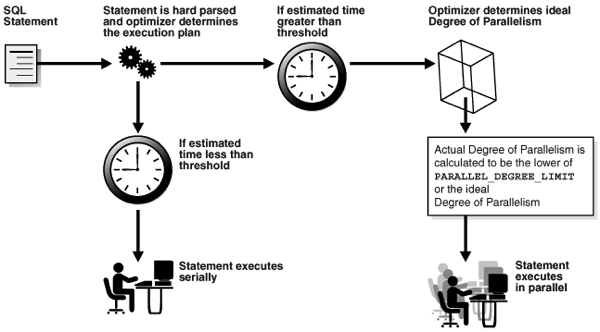 SQL
Statement
Statement is hard parsed
and optimizer determines
the execution plan
If estimated time
greater than
threshold
Optimizer determines ideal
Degree of Parallelism
If estimated
time less than
threshold
Actual Degree of Parallelism is
calculated to be the lower of
PARALLEL_DEGREE_LIMIT
or the ideal
Degree of Parallelism
Statement executes
serially
Statement
executes
in parallel